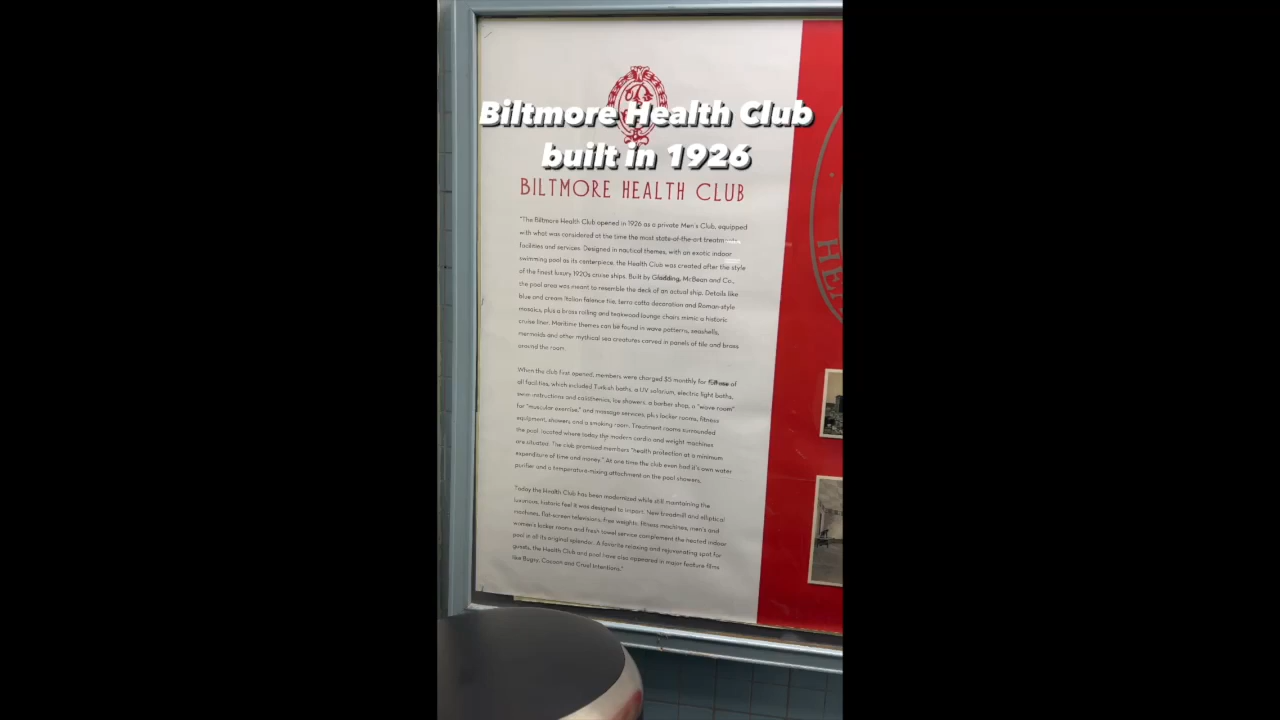 Biltmore Health Club
built in 1926
BILTMORE HEALTH CLUB
"The Biltmore Health Club opened in 1926 as a private Men's Club, equipped
with what was considered at the time the most state-of-the-art
facilities and services. Designed in nautical themes, with an exotic indoor
swimming pool as its centerpiece, the Health Club was created after the style
of the finest luxury 1920s cruise ships. Built by Gladding, McBean and Co.,
the pool area was meant to resemble the deck of an actual ship. Details like
blue and cream Italian faience tile, terra cotta decoration and Roman-style
mosaics, plus a brass railing and teakwood lounge chairs mimic a historic
cruise liner. Maritime themes can be found in wave patterns, seashells,
mermaids and other mythical sea creatures carved in panels of tile and brass
around the room.
When the club first opened, members were charged $5 monthly for of
all facilities, which included Turkish baths, a UV solarium, electric light baths,
swim instructions and calisthenics, ice showers, a barber shop, a "wave room"
for "muscular exercise," and massage services, plus locker rooms, fitness
equipment, showers and a smoking room. Treatment rooms surrounded
the pool, located where today the modern cardio and weight machines
are situated. The club promised members "health protection at a minimum
expenditure of time and money." At one time the club even had it's own water
purifier and a temperature-mixing attachment on the pool showers.
Today the Health Club has been modernized while still maintaining the
luxurious, historic feel it was designed to impart. New treadmill and elliptical
machines, flat-screen televisions, free weights, fitness machines, men's and
women's locker rooms and fresh towel service complement the heated indoor
pool in all its original splendor. A favorite relaxing and rejuvenating spot for
guests, the Health Club and pool have also appeared in major feature films
like Bugsy, Cocoon and Cruel Intentions."
HE